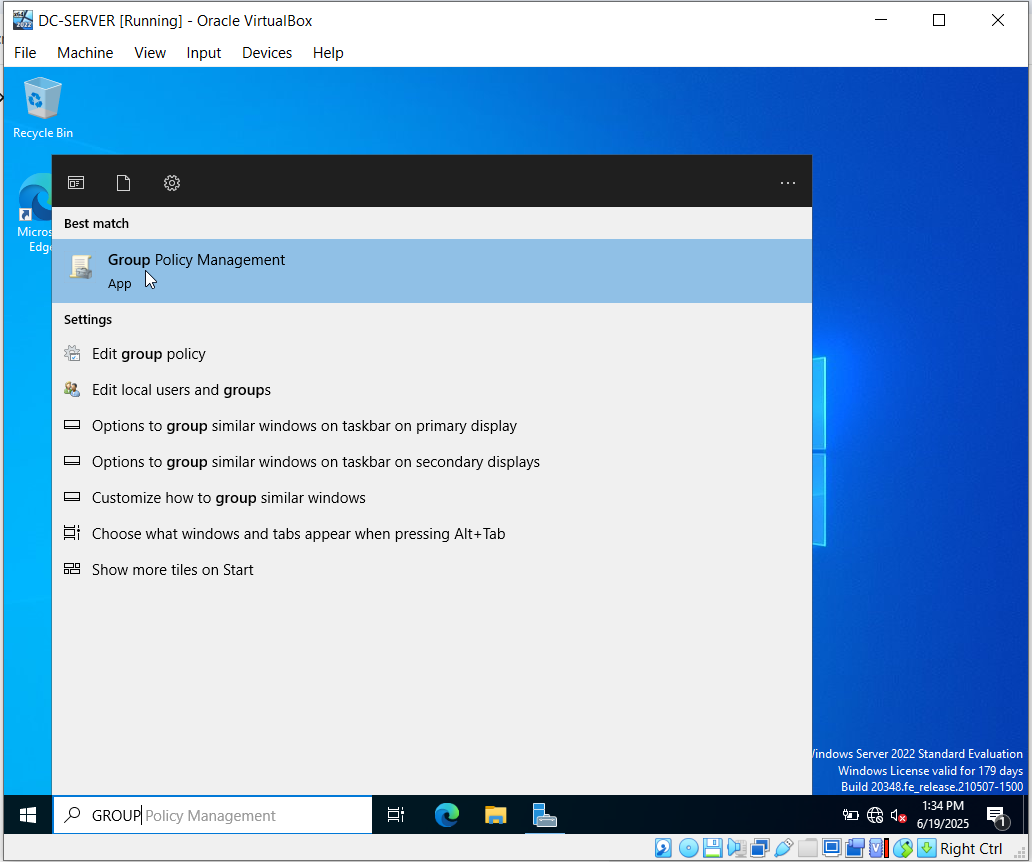 DC-SERVER [Running] - Oracle VirtualBox
File Machine View Input Devices Help
Recycle Bin
Micros
Edge
Best match
Group Policy Management
App
Settings
Edit group policy
Edit local users and groups
Options to group similar windows on taskbar on primary display
Options to group similar windows on taskbar on secondary displays
Customize how to group similar windows
Choose what windows and tabs appear when pressing Alt+Tab
Show more tiles on Start
Windows Server 2022 Standard Evaluation
Windows License valid for 179 days
Build 20348.fe_release.210507-1500
GROUP Policy Management
1:34 PM
6/19/2025
1
Right Ctrl